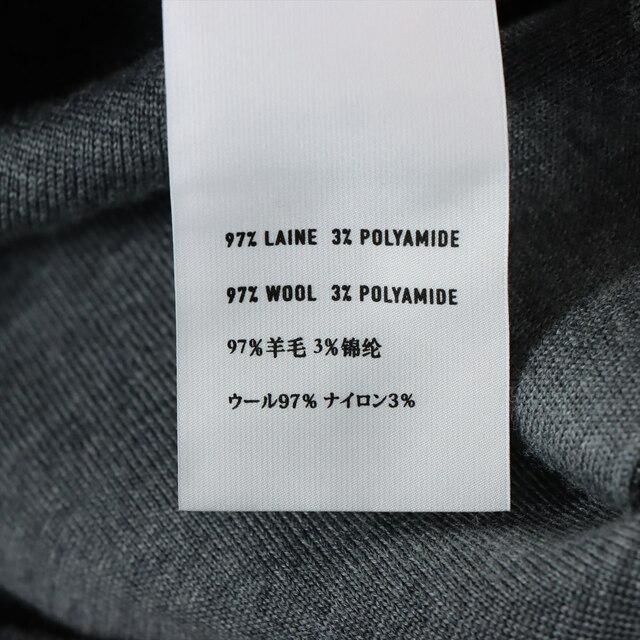 97% LAINE 3% POLYAMIDE
97% WOOL 3% POLYAMIDE
97%羊毛 3%锦纶
ウール97% ナイロン3%